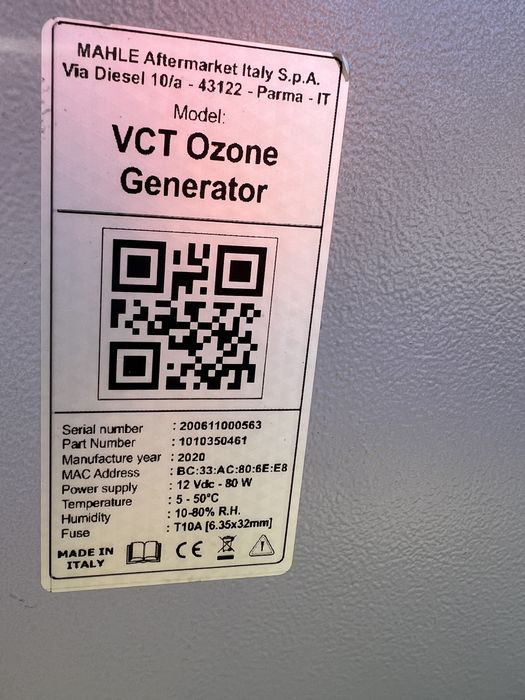 MAHLE Aftermarket Italy S.p.A.
Via Diesel 10/a - 43122 - Parma - IT
Model:
VCT Ozone
Generator
Serial number : 200611000563
Part Number : 1010350461
Manufacture year : 2020
MAC Address : BC:33:AC:80:6E:E8
Power supply : 12 Vdc - 80 W
Temperature : 5 - 50°C
Humidity : 10-80% R.H.
Fuse : T10A [6.35x32mm]
MADE IN
ITALY
CE